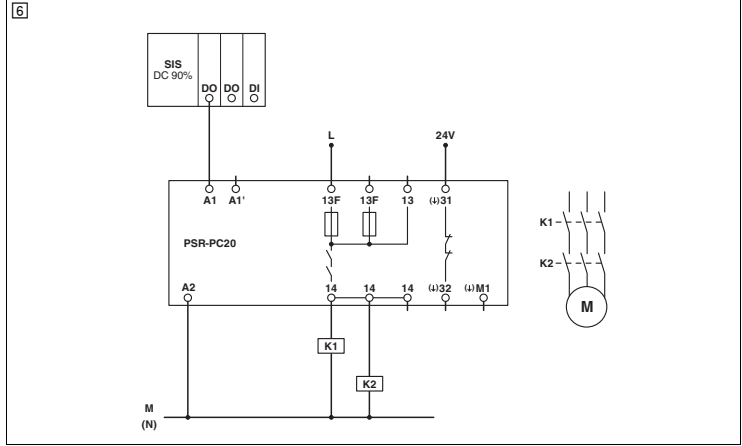 6
SIS
DC 90%
DO DO DI
L 24V
A1 A1' 13F 13F 13 (↓)31
K1
PSR-PC20
K2
A2 14 14 14 (↓)32 (↓)M1
M
K1
K2
M
(N)